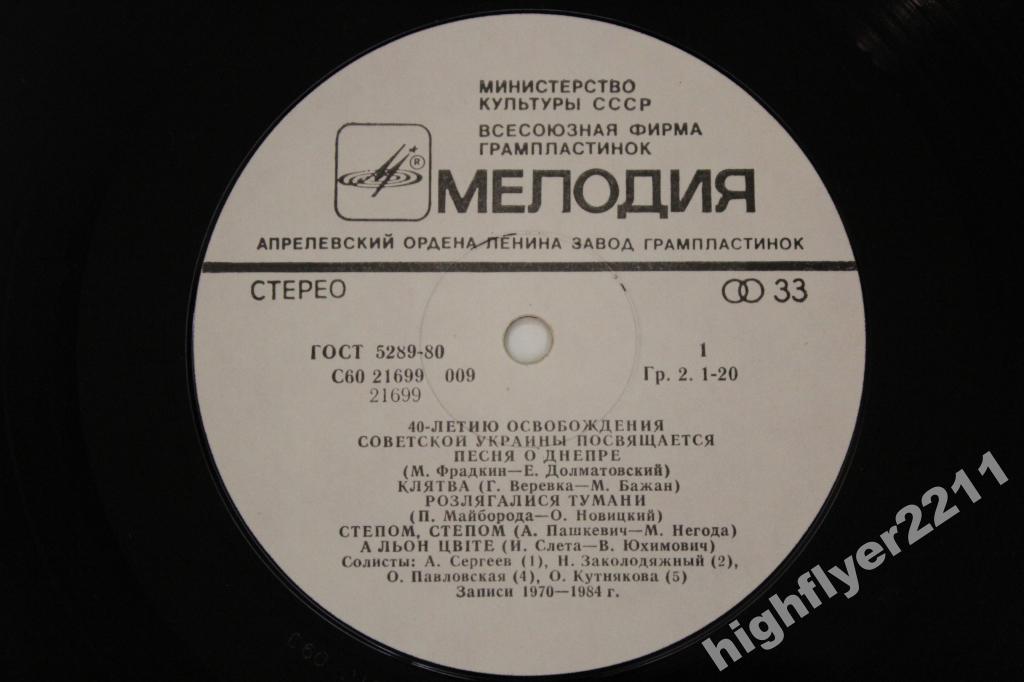 МИНИСТЕРСТВО
КУЛЬТУРЫ СССР
ВСЕСОЮЗНАЯ ФИРМА
ГРАМПЛАСТИНОК
®
МЕЛОДИЯ
АПРЕЛЕВСКИЙ ОРДЕНА ЛЕНИНА ЗАВОД ГРАМПЛАСТИНОК
СТЕРЕО
33
ГОСТ 5289-80
1
С60 21699 009
Гр. 2. 1-20
21699
40-ЛЕТИЮ ОСВОБОЖДЕНИЯ
СОВЕТСКОЙ УКРАИНЫ ПОСВЯЩАЕТСЯ
ПЕСНЯ О ДНЕПРЕ
(М. Фрадкин—Е. Долматовский)
КЛЯТВА (Г. Веревка—М. Бажан)
РОЗЛЯГАЛИСЯ ТУМАНИ
(П. Майборода—О. Новицкий)
СТЕПОМ, СТЕПОМ (А. Пашкевич—М. Негода)
А ЛЬОН ЦВІТЕ (И. Слета—В. Юхимович)
Солисты: А. Сергеев (1), Н. Заколодяжный (2),
О. Павловская (4), О. Кутнякова (5)
Записи 1970—1984 г.
highflyer2211